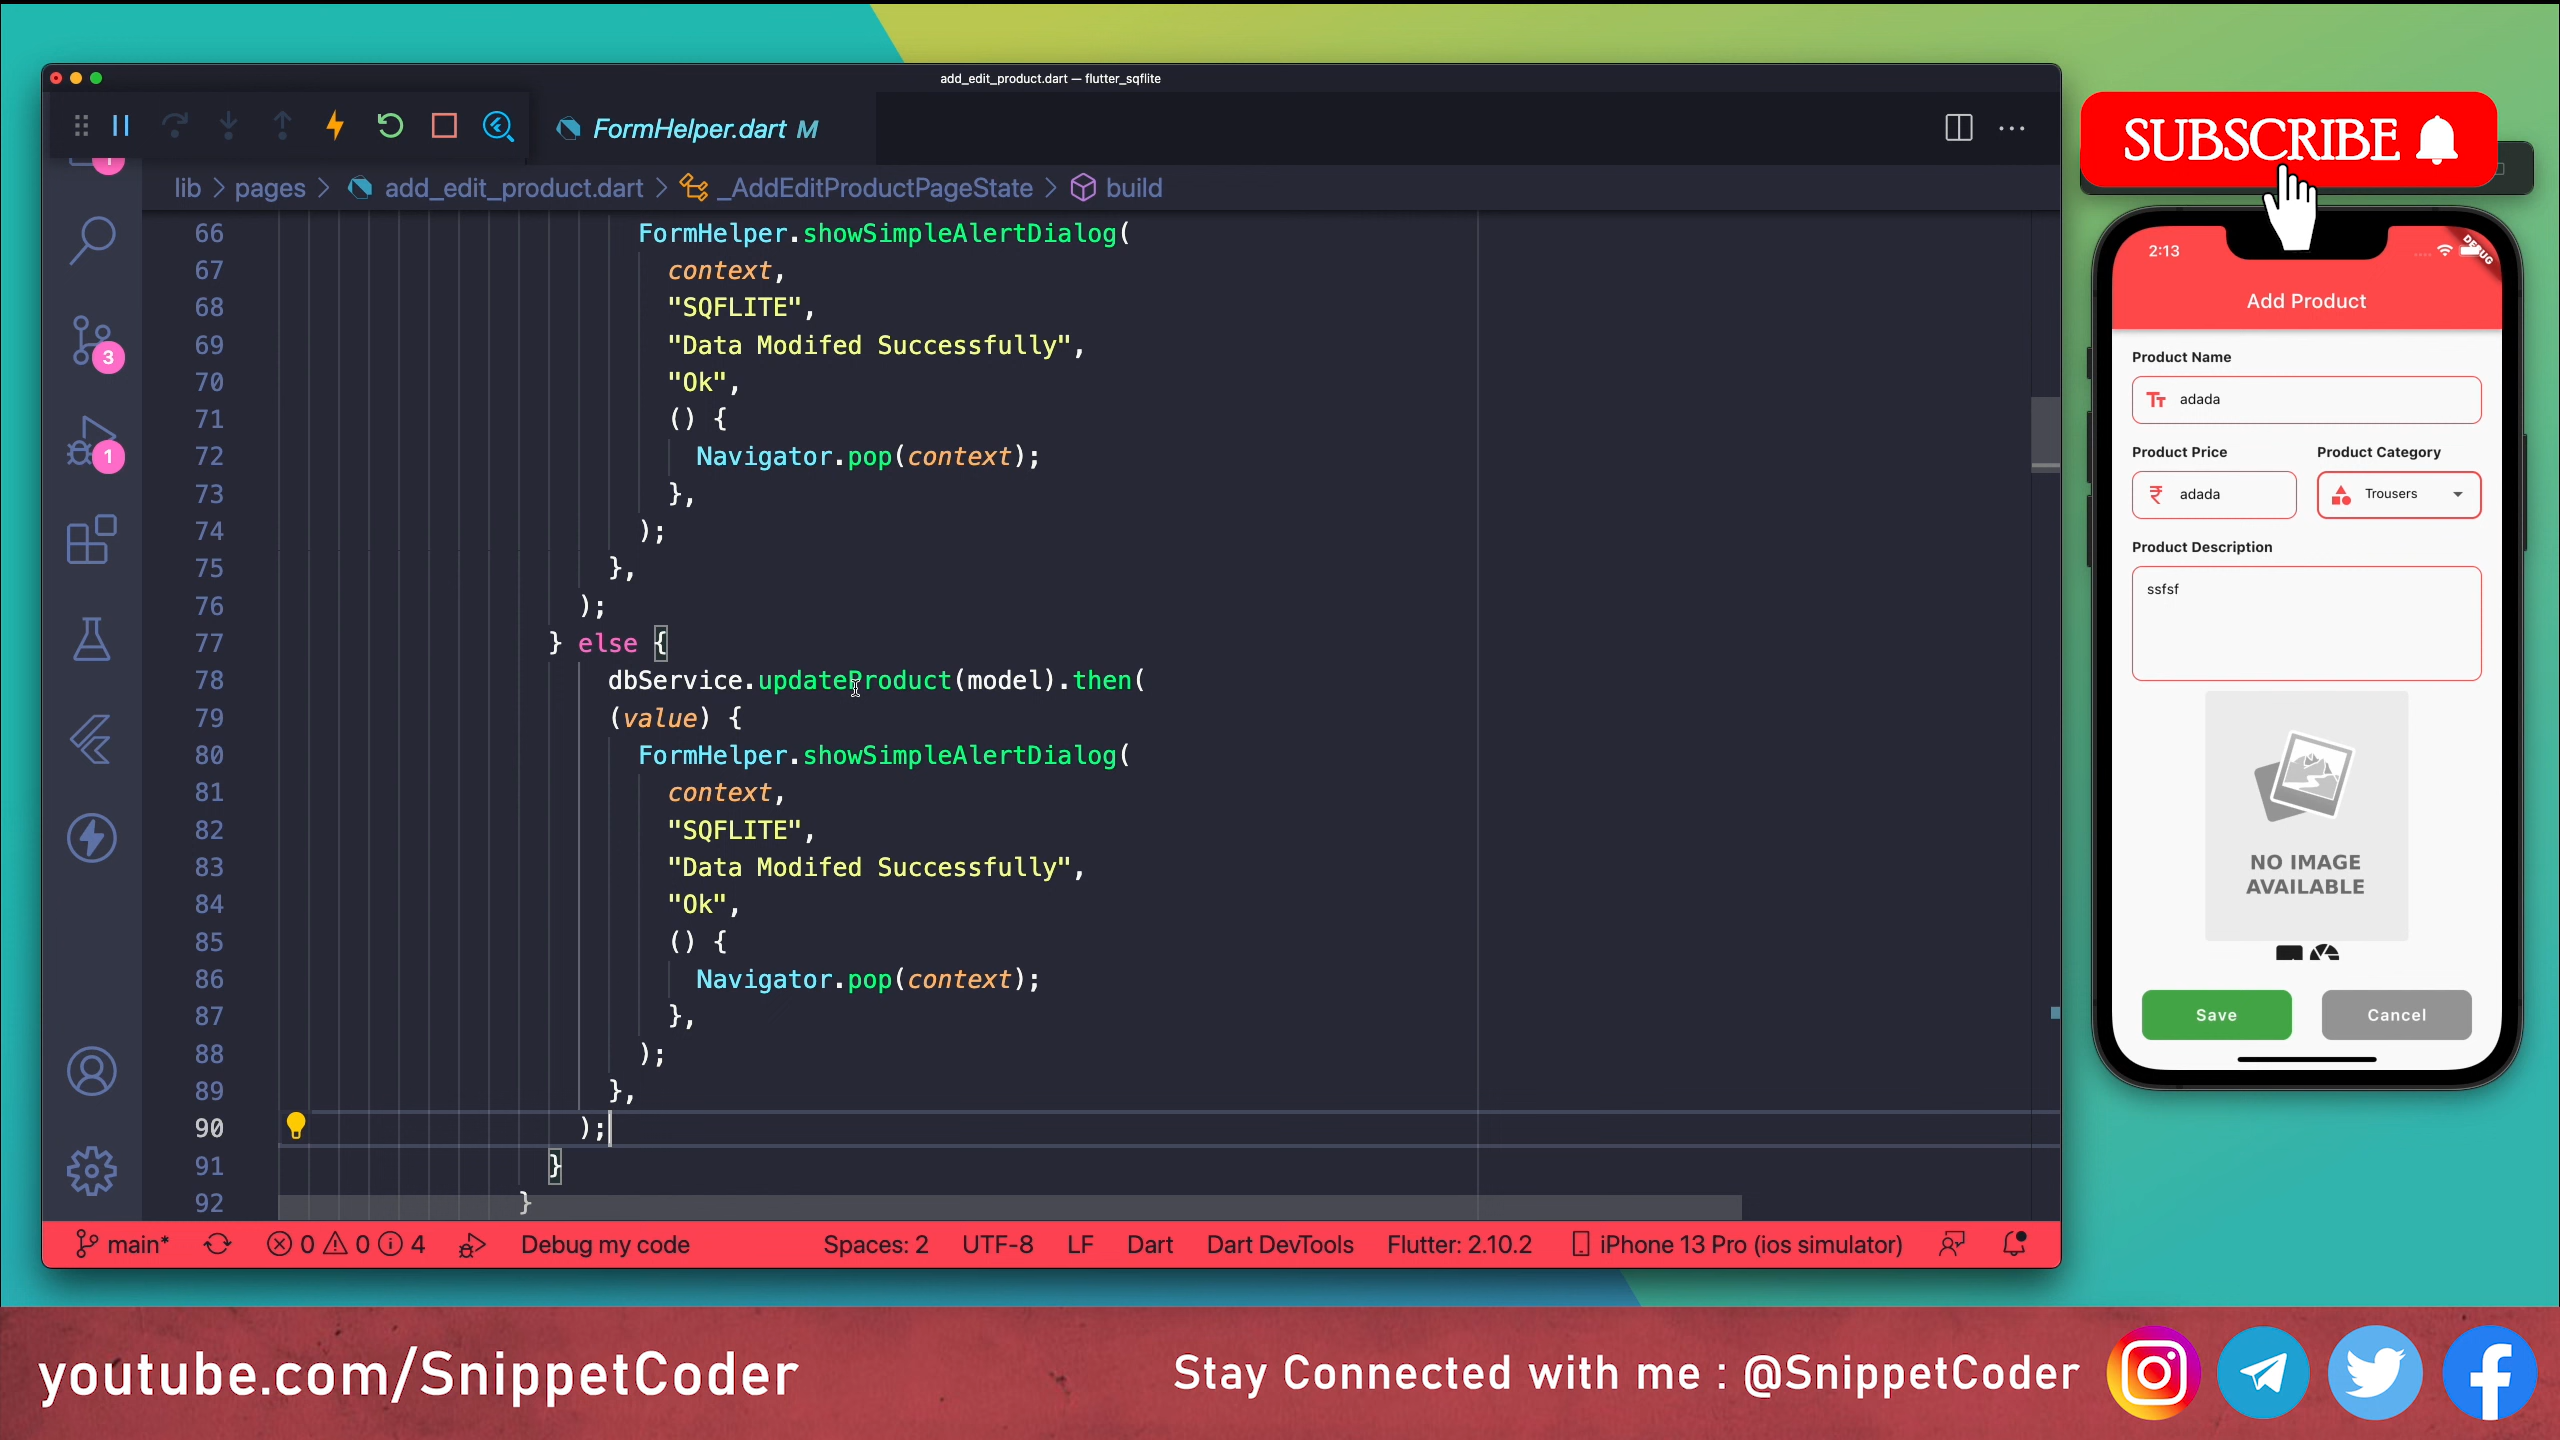 add_edit_product.dart — flutter_sqflite
FormHelper.dart M
lib > pages > add_edit_product.dart > _AddEditProductPageState > build
66 FormHelper.showSimpleAlertDialog(
67 context,
68 "SQFLITE",
69 "Data Modifed Successfully",
70 "Ok",
71 () {
72 Navigator.pop(context);
73 },
74 );
75 },
76 );
77 } else {
78 dbService.updateProduct(model).then(
79 (value) {
80 FormHelper.showSimpleAlertDialog(
81 context,
82 "SQFLITE",
83 "Data Modifed Successfully",
84 "Ok",
85 () {
86 Navigator.pop(context);
87 },
88 );
89 },
90 );
91 }
92 }
3
1
main* 0 0 4 Debug my code Spaces: 2 UTF-8 LF Dart Dart DevTools Flutter: 2.10.2 iPhone 13 Pro (ios simulator)
SUBSCRIBE
2:13
DEBUG
Add Product
Product Name
adada
Product Price Product Category
₹ adada Trousers
Product Description
ssfsf
NO IMAGE
AVAILABLE
Save Cancel
youtube.com/SnippetCoder
Stay Connected with me : @SnippetCoder